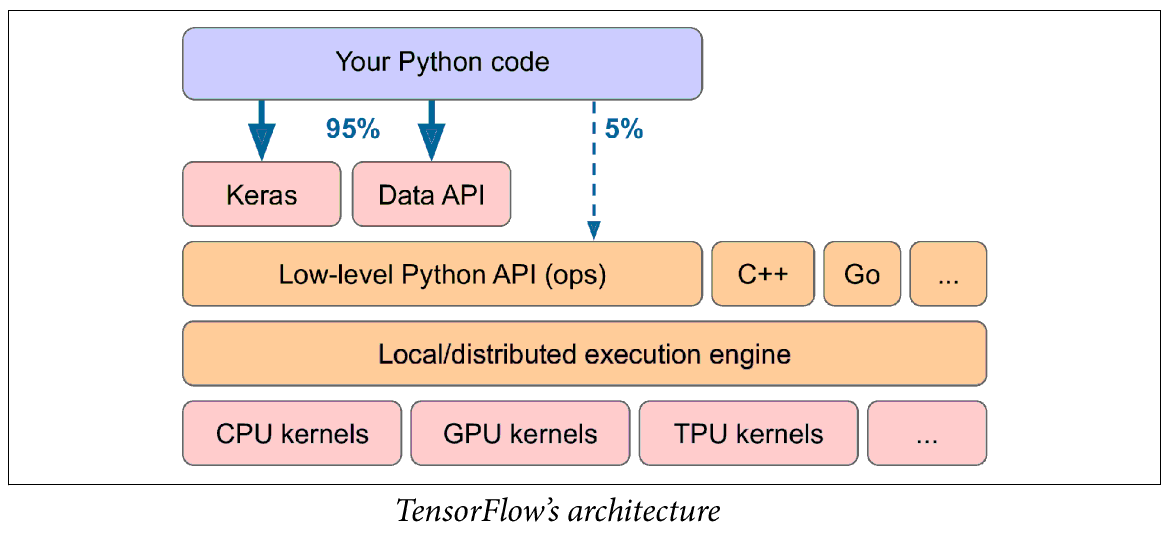 Your Python code
95%
5%
Keras
Data API
Low-level Python API (ops)
C++
Go
...
Local/distributed execution engine
CPU kernels
GPU kernels
TPU kernels
...
TensorFlow’s architecture